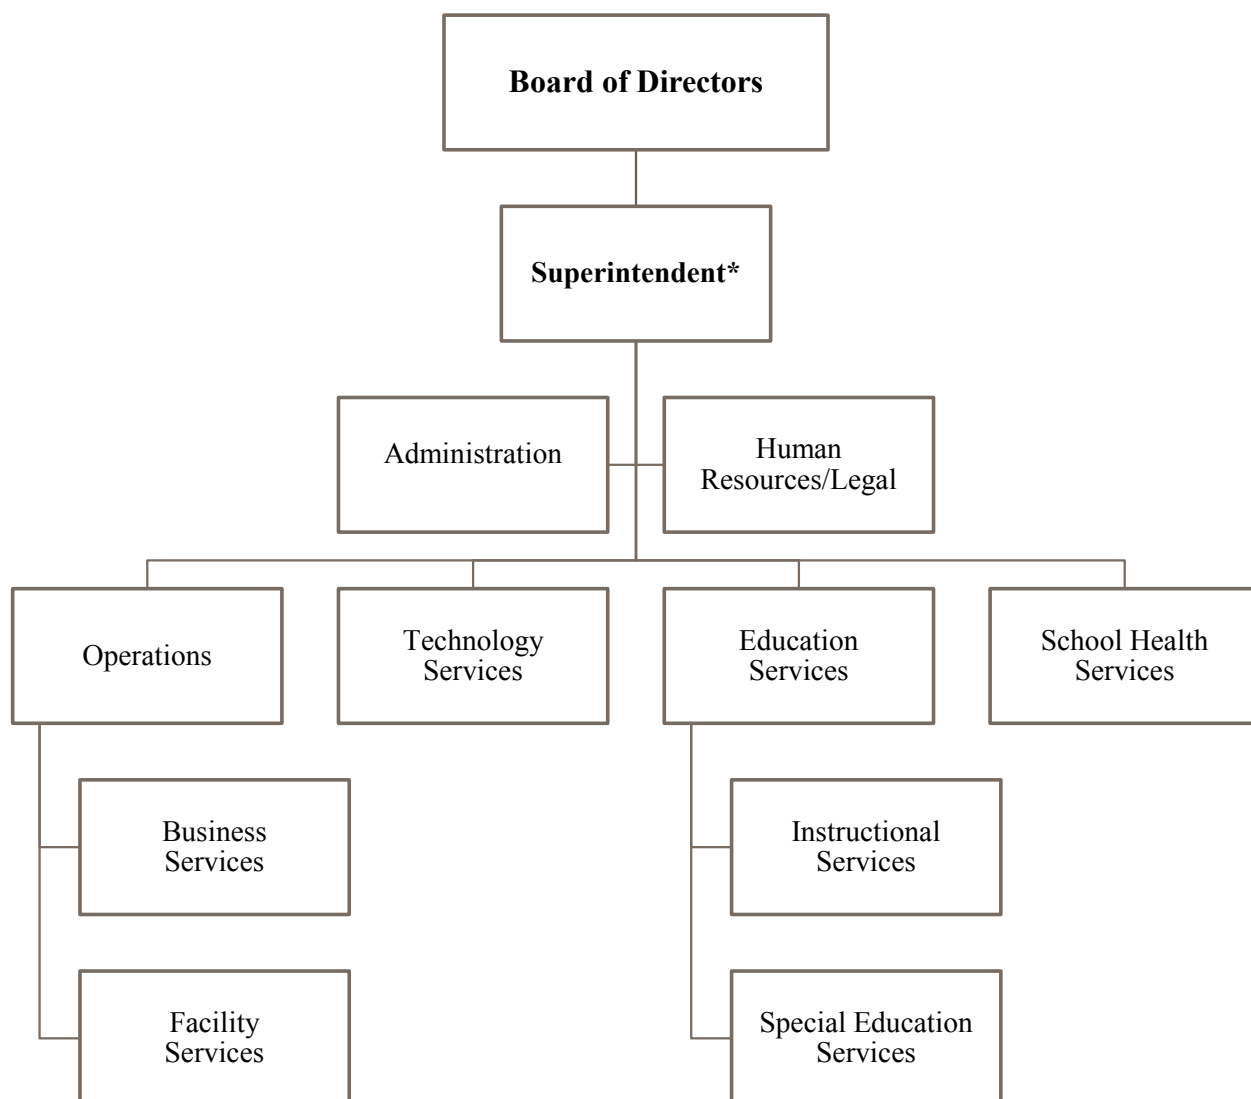 Board of Directors
Superintendent*
Administration
Human
Resources/Legal
Operations
Technology
Services
Education
Services
School Health
Services
Business
Services
Instructional
Services
Facility
Services
Special Education
Services